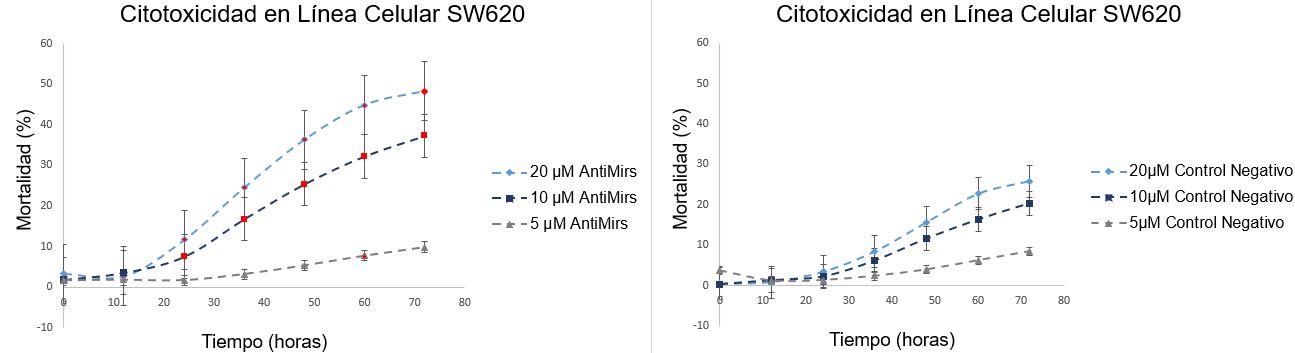 Citotoxicidad en Línea Celular SW620
60
50
40
30
20
10
0
-10
0 10 20 30 40 50 60 70 80
Mortalidad (%)
Tiempo (horas)
20 µM AntiMirs
10 µM AntiMirs
5 µM AntiMirs
Citotoxicidad en Línea Celular SW620
60
50
40
30
20
10
0
-10
0 10 20 30 40 50 60 70 80
Mortalidad (%)
Tiempo (horas)
20µM Control Negativo
10µM Control Negativo
5µM Control Negativo